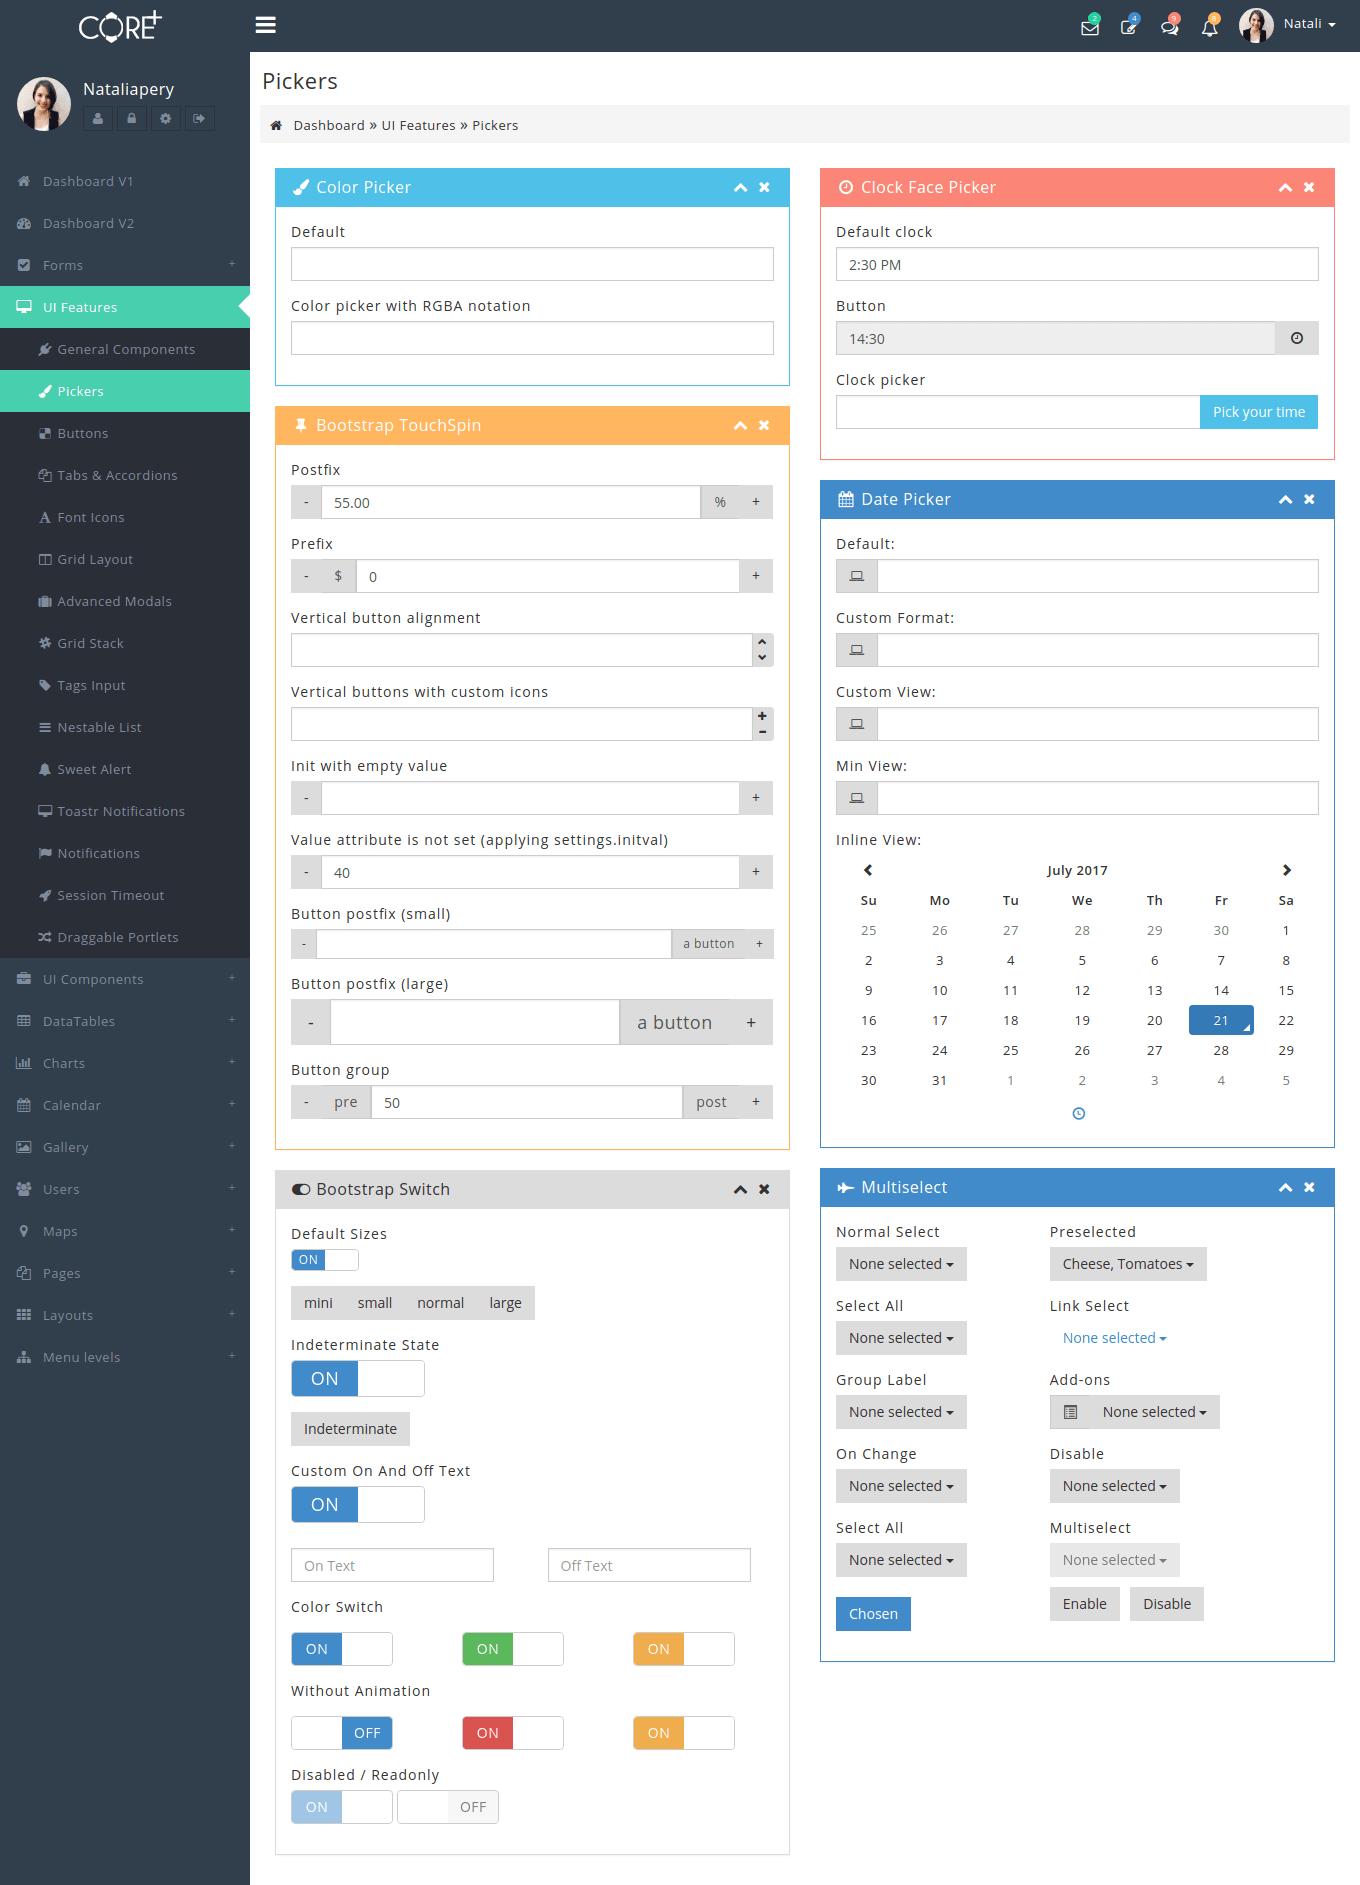 CORE+
2
4
9
8
Natali
Nataliapery
Dashboard V1
Dashboard V2
Forms +
UI Features
General Components
Pickers
Buttons
Tabs & Accordions
Font Icons
Grid Layout
Advanced Modals
Grid Stack
Tags Input
Nestable List
Sweet Alert
Toastr Notifications
Notifications
Session Timeout
Draggable Portlets
UI Components +
DataTables +
Charts +
Calendar +
Gallery +
Users +
Maps +
Pages +
Layouts +
Menu levels +
Pickers
Dashboard » UI Features » Pickers
Color Picker
Default
Color picker with RGBA notation
Bootstrap TouchSpin
Postfix
- 55.00 % +
Prefix
- $ 0 +
Vertical button alignment
Vertical buttons with custom icons
Init with empty value
- +
Value attribute is not set (applying settings.initval)
- 40 +
Button postfix (small)
- a button +
Button postfix (large)
- a button +
Button group
- pre 50 post +
Bootstrap Switch
Default Sizes
ON
mini small normal large
Indeterminate State
ON
Indeterminate
Custom On And Off Text
ON
On Text Off Text
Color Switch
ON ON ON
Without Animation
OFF ON ON
Disabled / Readonly
ON OFF
Clock Face Picker
Default clock
2:30 PM
Button
14:30
Clock picker
Pick your time
Date Picker
Default:
Custom Format:
Custom View:
Min View:
Inline View:
July 2017
Su Mo Tu We Th Fr Sa
25 26 27 28 29 30 1
2 3 4 5 6 7 8
9 10 11 12 13 14 15
16 17 18 19 20 21 22
23 24 25 26 27 28 29
30 31 1 2 3 4 5
Multiselect
Normal Select Preselected
None selected Cheese, Tomatoes
Select All Link Select
None selected None selected
Group Label Add-ons
None selected None selected
On Change Disable
None selected None selected
Select All Multiselect
None selected None selected
Chosen Enable Disable